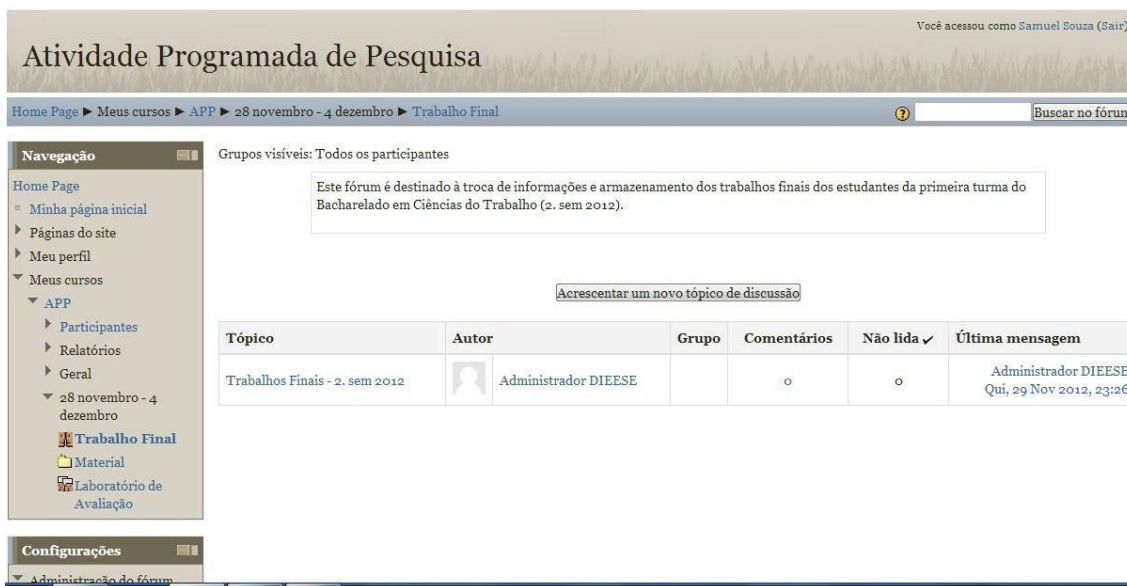 Você acessou como Samuel Souza (Sair)
Atividade Programada de Pesquisa
Home Page ► Meus cursos ► APP ► 28 novembro - 4 dezembro ► Trabalho Final
Buscar no fórum
Navegação
Home Page
Minha página inicial
Páginas do site
Meu perfil
Meus cursos
APP
Participantes
Relatórios
Geral
28 novembro - 4
dezembro
Trabalho Final
Material
Laboratório de
Avaliação
Configurações
Administração do fórum
Grupos visíveis: Todos os participantes
Este fórum é destinado à troca de informações e armazenamento dos trabalhos finais dos estudantes da primeira turma do
Bacharelado em Ciências do Trabalho (2. sem 2012).
Acrescentar um novo tópico de discussão
Tópico Autor Grupo Comentários Não lida ✓ Última mensagem
Trabalhos Finais - 2. sem 2012 Administrador DIEESE 0 0 Administrador DIEESE
Qui, 29 Nov 2012, 23:26